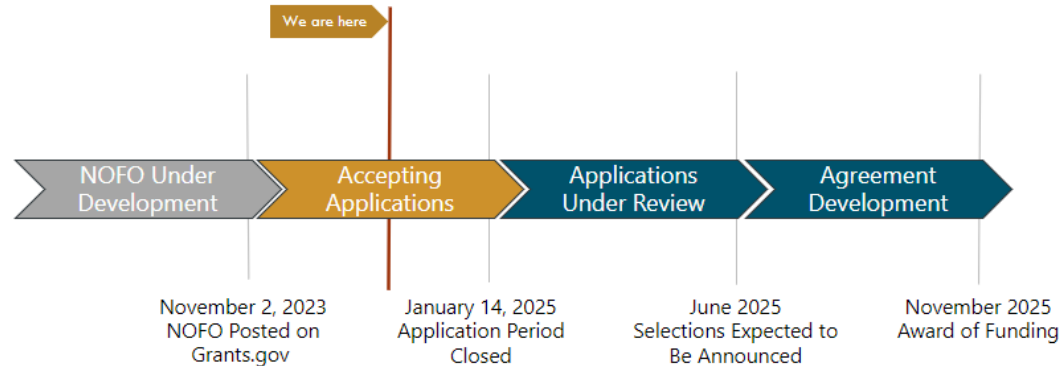 We are here
NOFO Under
Development
Accepting
Applications
Applications
Under Review
Agreement
Development
November 2, 2023
NOFO Posted on
Grants.gov
January 14, 2025
Application Period
Closed
June 2025
Selections Expected to
Be Announced
November 2025
Award of Funding